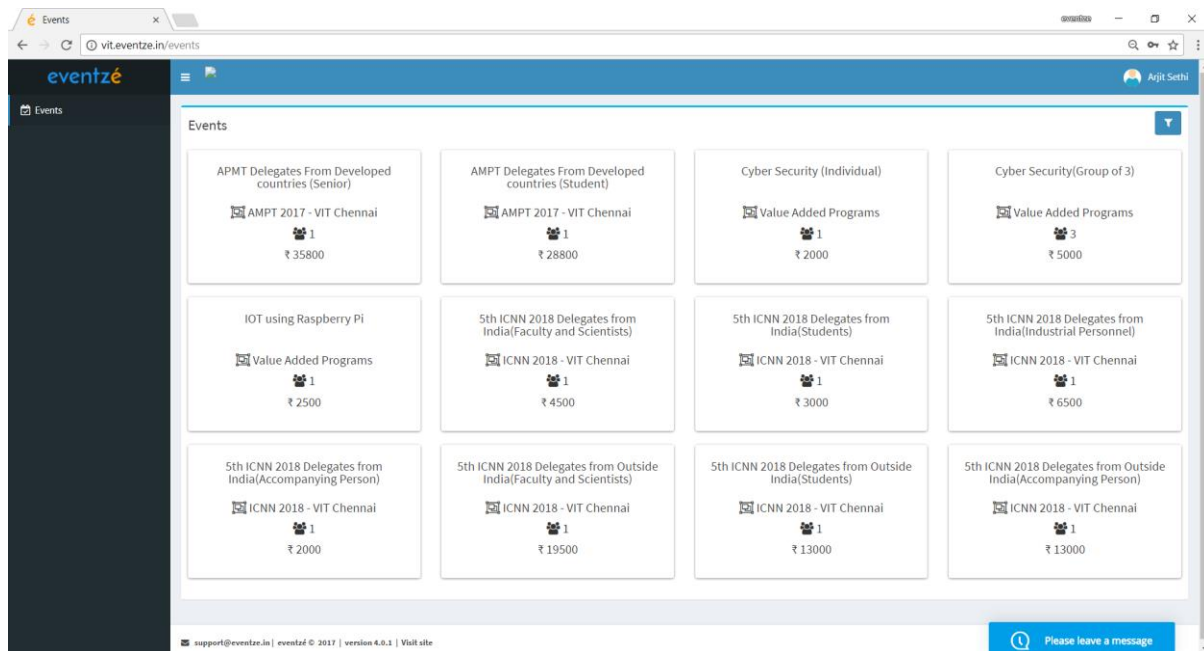 Events
eventze
vit.eventze.in/events
eventzé
Arjit Sethi
Events
Events
APMT Delegates From Developed
countries (Senior)
AMPT 2017 - VIT Chennai
1
₹ 35800
AMPT Delegates From Developed
countries (Student)
AMPT 2017 - VIT Chennai
1
₹ 28800
Cyber Security (Individual)
Value Added Programs
1
₹ 2000
Cyber Security(Group of 3)
Value Added Programs
3
₹ 5000
IOT using Raspberry Pi
Value Added Programs
1
₹ 2500
5th ICNN 2018 Delegates from
India(Faculty and Scientists)
ICNN 2018 - VIT Chennai
1
₹ 4500
5th ICNN 2018 Delegates from
India(Students)
ICNN 2018 - VIT Chennai
1
₹ 3000
5th ICNN 2018 Delegates from
India(Industrial Personnel)
ICNN 2018 - VIT Chennai
1
₹ 6500
5th ICNN 2018 Delegates from
India(Accompanying Person)
ICNN 2018 - VIT Chennai
1
₹ 2000
5th ICNN 2018 Delegates from Outside
India(Faculty and Scientists)
ICNN 2018 - VIT Chennai
1
₹ 19500
5th ICNN 2018 Delegates from Outside
India(Students)
ICNN 2018 - VIT Chennai
1
₹ 13000
5th ICNN 2018 Delegates from Outside
India(Accompanying Person)
ICNN 2018 - VIT Chennai
1
₹ 13000
support@eventze.in | eventzé © 2017 | version 4.0.1 | Visit site
Please leave a message